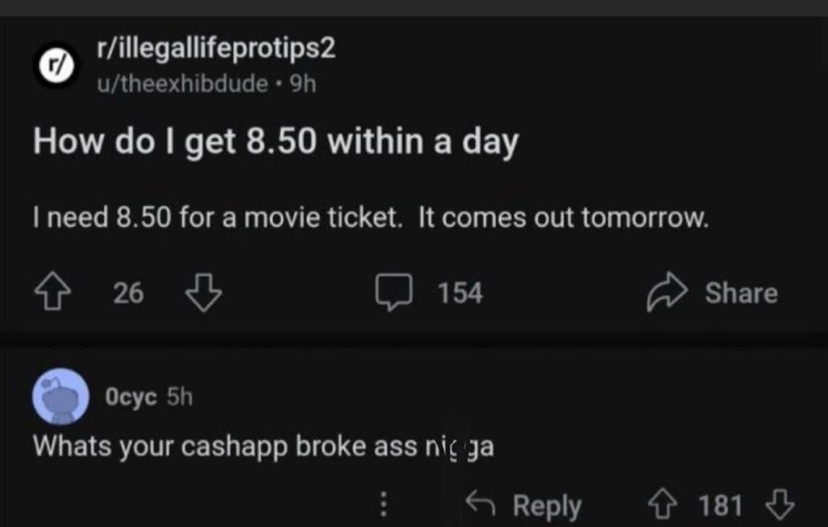 r/illegallifeprotips2
r/
u/theexhibdude • 9h
How do I get 8.50 within a day
I need 8.50 for a movie ticket. It comes out tomorrow.
26
154
Share
0cyc 5h
Whats your cashapp broke ass nigga
Reply
181